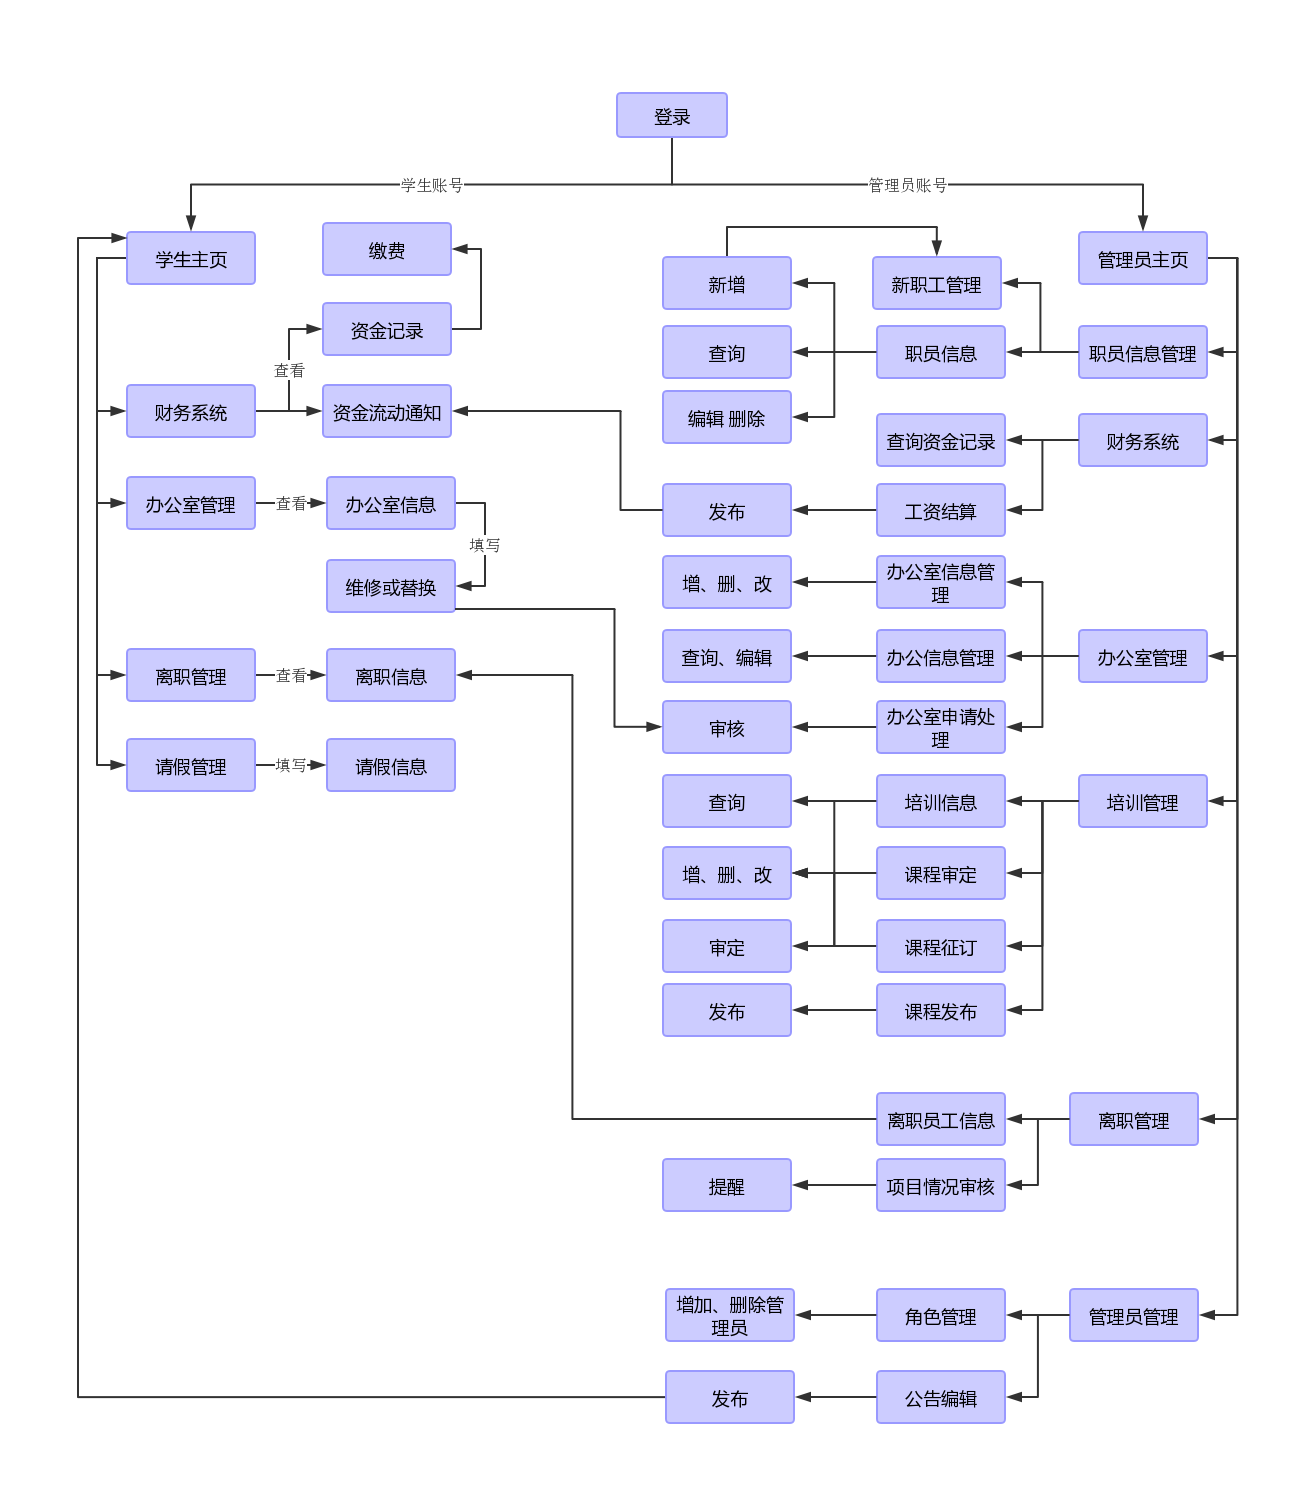 登录
学生账号
管理员账号
学生主页
缴费
资金记录
查看
财务系统
资金流动通知
办公室管理
查看
办公室信息
填写
维修或替换
离职管理
查看
离职信息
请假管理
填写
请假信息
新增
新职工管理
管理员主页
查询
职员信息
职员信息管理
编辑 删除
查询资金记录
财务系统
发布
工资结算
增、删、改
办公室信息管
理
查询、编辑
办公信息管理
办公室管理
审核
办公室申请处
理
查询
培训信息
培训管理
增、删、改
课程审定
审定
课程征订
发布
课程发布
离职员工信息
离职管理
提醒
项目情况审核
增加、删除管
理员
角色管理
管理员管理
发布
公告编辑